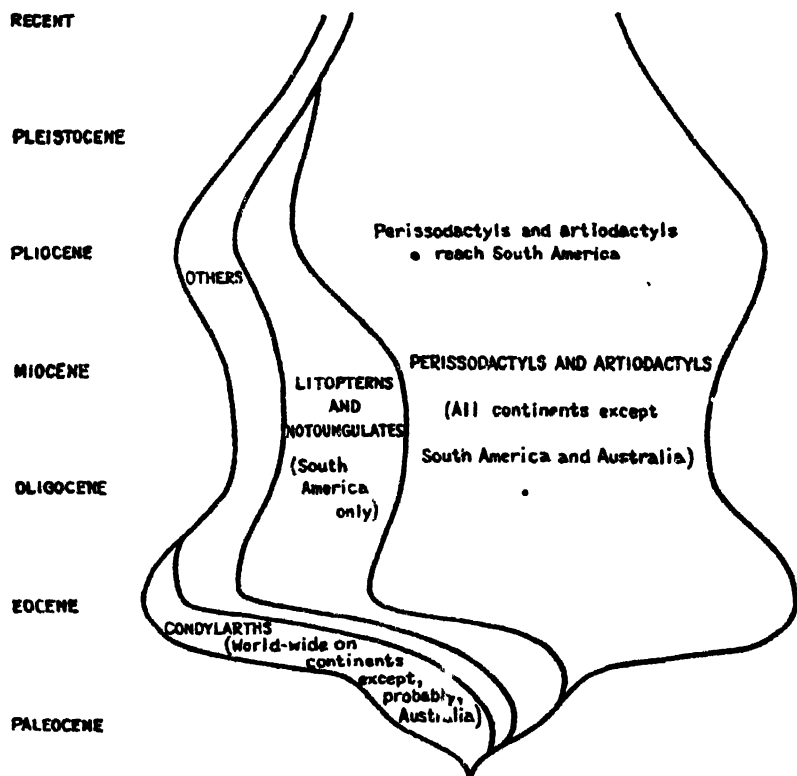 RECENT
PLEISTOCENE
PLIOCENE
MIOCENE
OLIGOCENE
EOCENE
PALEOCENE
OTHERS
LITOPTERNS
AND
NOTOUNGULATES
(South
America
only)
Perissodactyls and artiodactyls
reach South America
PERISSODACTYLS AND ARTIODACTYLS
(All continents except
South America and Australia)
CONDYLARTHS
(World-wide on
continents
except,
probably,
Australia)